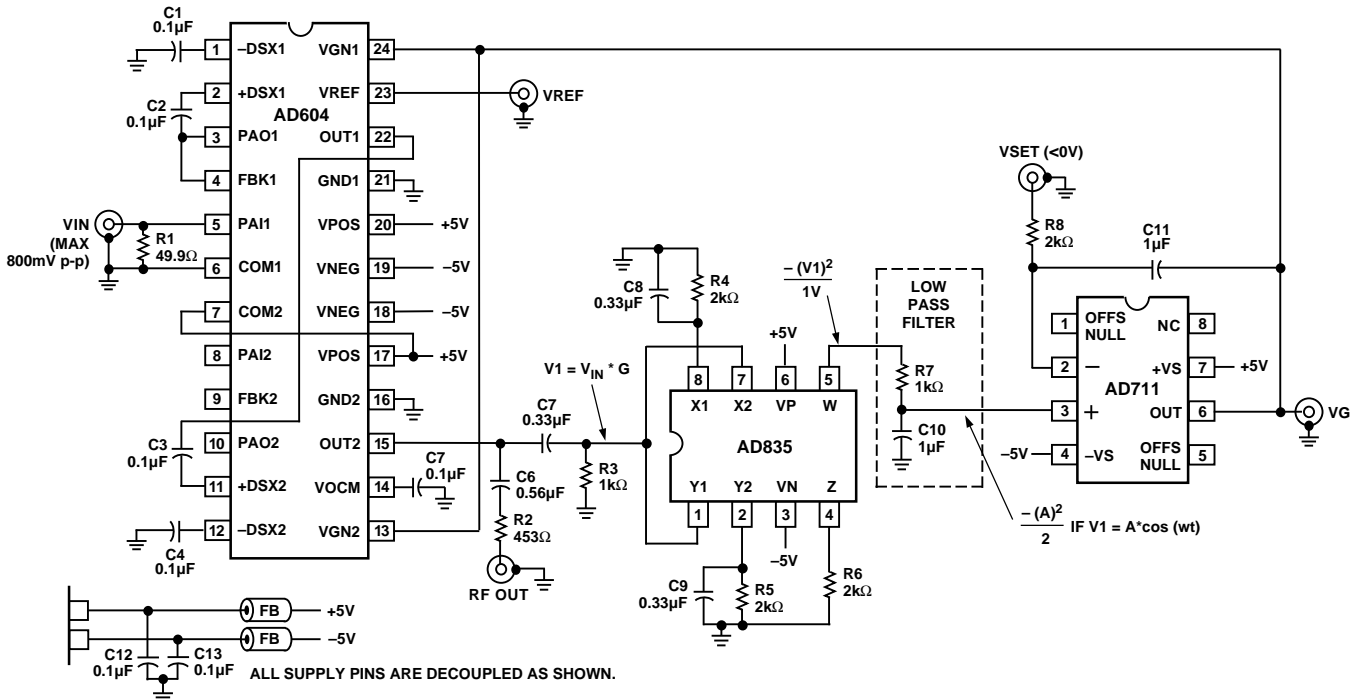 C1
0.1µF
1
–DSX1
VGN1
24
2
+DSX1
VREF
23
VREF
C2
0.1µF
AD604
3
PAO1
OUT1
22
4
FBK1
GND1
21
VIN
(MAX
800mV p-p)
R1
49.9Ω
5
PAI1
VPOS
20
+5V
6
COM1
VNEG
19
–5V
7
COM2
VNEG
18
–5V
8
PAI2
VPOS
17
+5V
9
FBK2
GND2
16
C3
0.1µF
10
PAO2
OUT2
15
11
+DSX2
VOCM
14
C7
0.1µF
12
–DSX2
VGN2
13
C4
0.1µF
C7
0.33µF
V1 = VIN * G
R3
1kΩ
C6
0.56µF
R2
453Ω
RF OUT
C8
0.33µF
R4
2kΩ
– (V1)2
1V
+5V
8
7
6
5
X1
X2
VP
W
AD835
Y1
Y2
VN
Z
1
2
3
4
–5V
C9
0.33µF
R5
2kΩ
R6
2kΩ
LOW
PASS
FILTER
R7
1kΩ
C10
1µF
– (A)2
2
IF V1 = A*cos (wt)
VSET (<0V)
R8
2kΩ
C11
1µF
1
OFFS
NULL
NC
8
2
–
+VS
7
+5V
AD711
3
+
OUT
6
VG
–5V
4
–VS
OFFS
NULL
5
FB
+5V
FB
–5V
C12
0.1µF
C13
0.1µF
ALL SUPPLY PINS ARE DECOUPLED AS SHOWN.